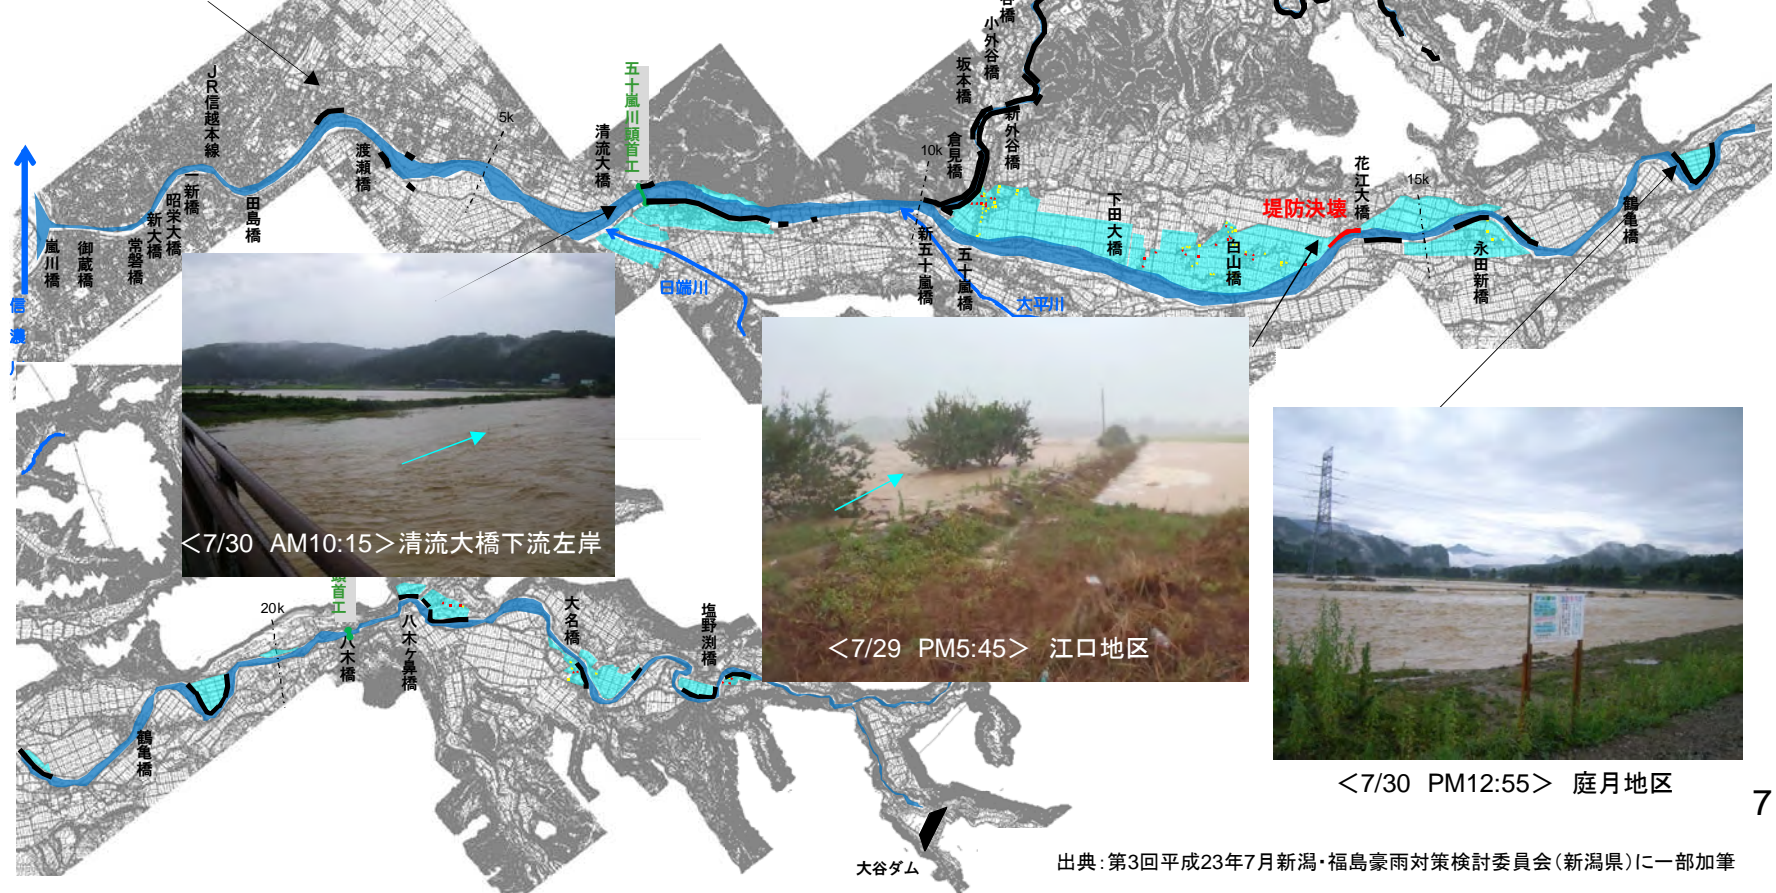 谷橋
小外谷橋
坂本橋
新外谷橋
倉見橋
JR信越本線
五十嵐川頭首工
5k
清流大橋
渡瀬橋
10k
花江大橋
15k
一新橋
昭栄大橋
新大橋
田島橋
常磐橋
御蔵橋
嵐川橋
下田大橋
堤防決壊
白山橋
鶴亀橋
永田新橋
新五十嵐橋
五十嵐橋
日端川
大平川
信濃川
<7/30 AM10:15>清流大橋下流左岸
<7/29 PM5:45> 江口地区
<7/30 PM12:55> 庭月地区
頭首工
20k
八木橋
八木ヶ鼻橋
大名橋
塩野渕橋
鶴亀橋
大谷ダム
7
出典:第3回平成23年7月新潟・福島豪雨対策検討委員会(新潟県)に一部加筆